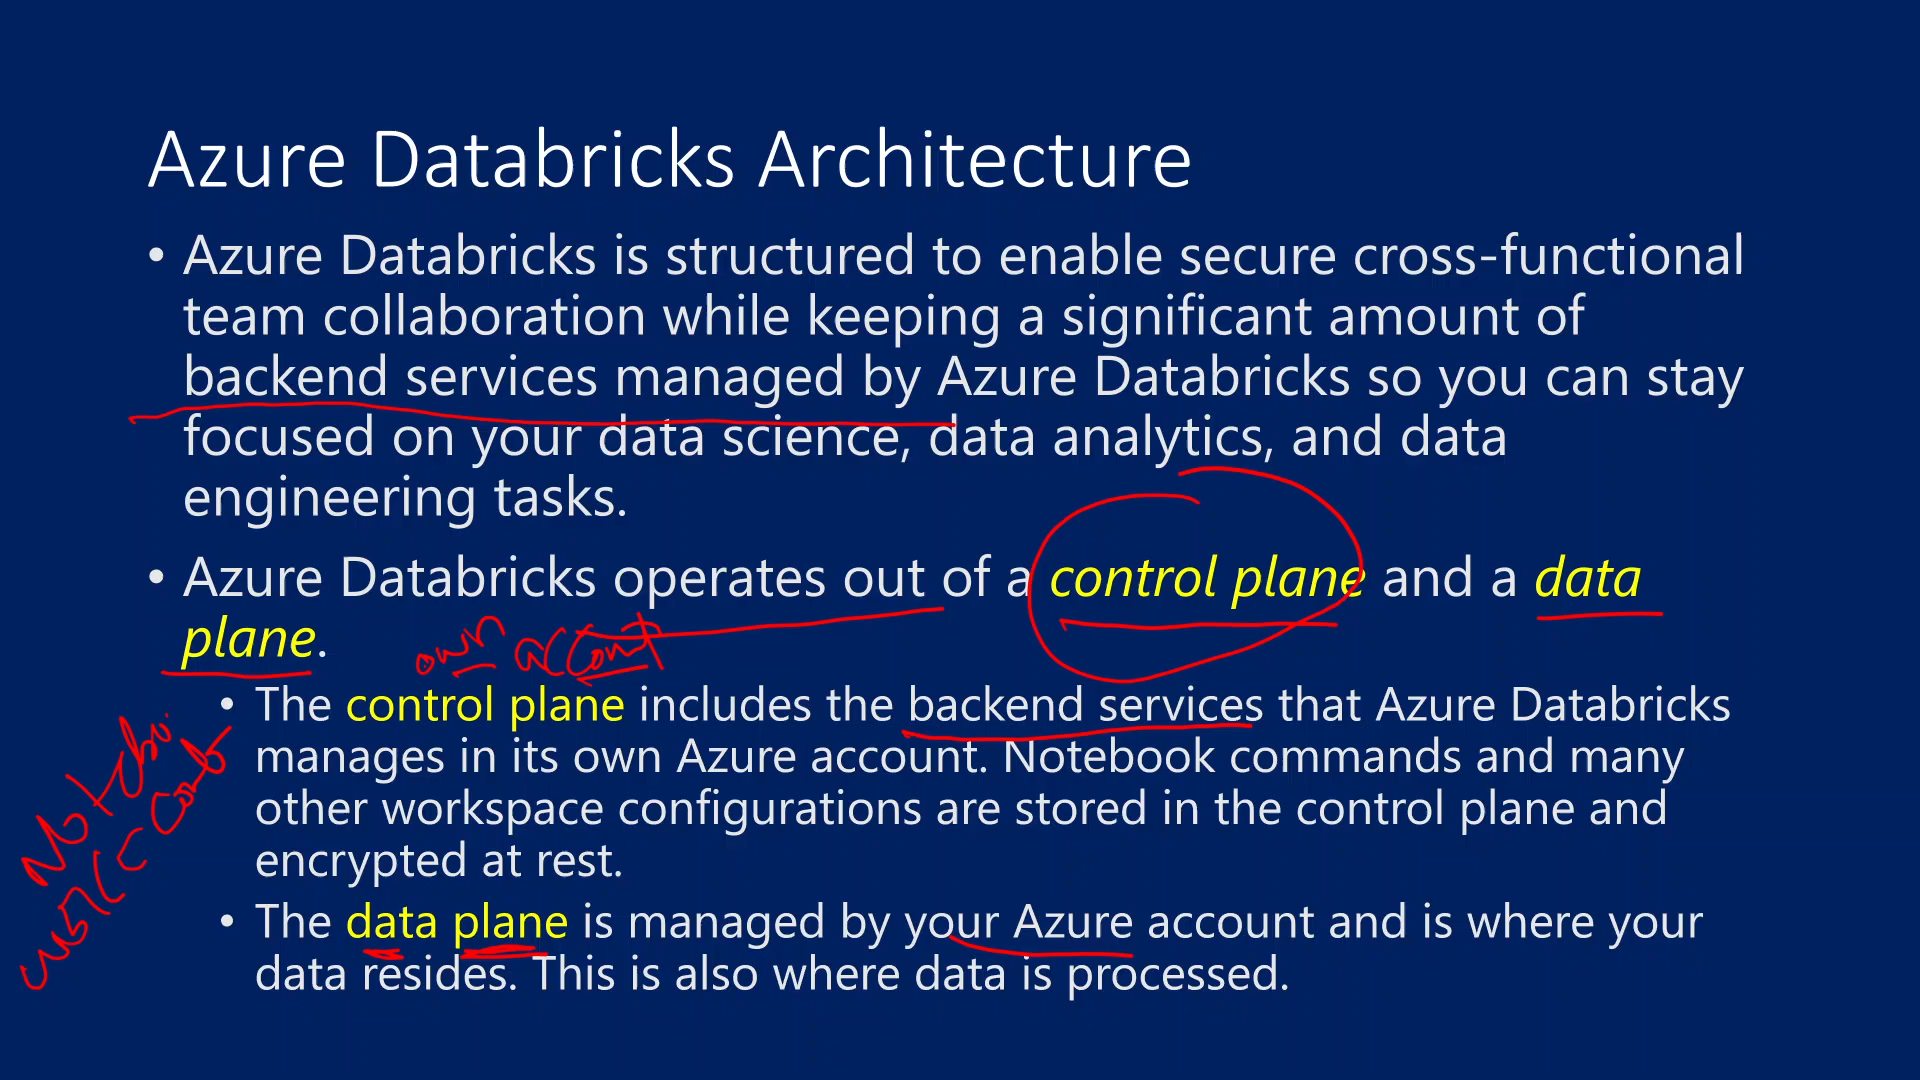 Azure Databricks Architecture
• Azure Databricks is structured to enable secure cross-functional
team collaboration while keeping a significant amount of
backend services managed by Azure Databricks so you can stay
focused on your data science, data analytics, and data
engineering tasks.
• Azure Databricks operates out of a control plane and a data
plane.
own account
• The control plane includes the backend services that Azure Databricks
manages in its own Azure account. Notebook commands and many
other workspace configurations are stored in the control plane and
encrypted at rest.
• The data plane is managed by your Azure account and is where your
data resides. This is also where data is processed.